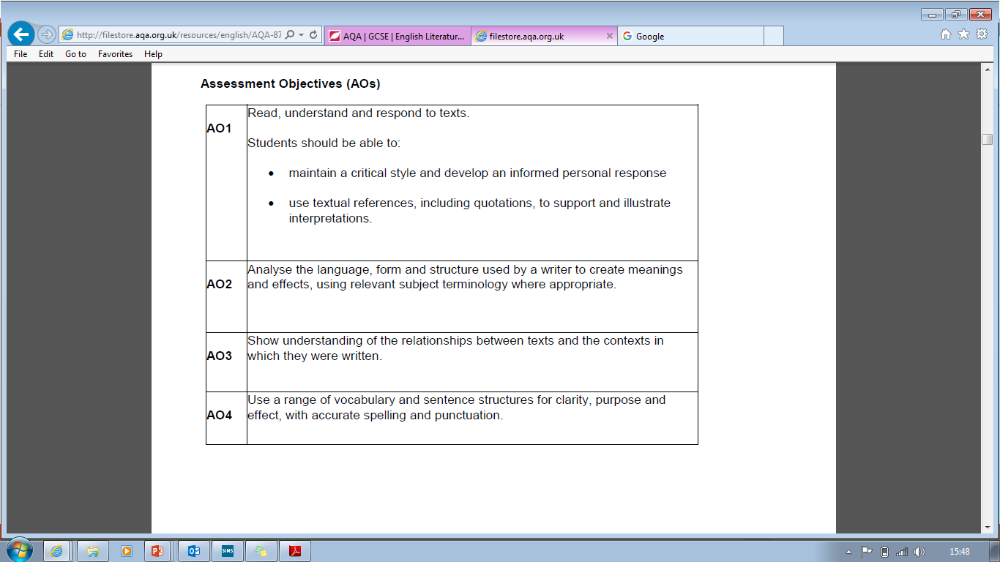 http://filestore.aqa.org.uk/resources/english/AQA-87
AQA | GCSE | English Literatur...
filestore.aqa.org.uk
Google
File Edit Go to Favorites Help
Assessment Objectives (AOs)
AO1
Read, understand and respond to texts.
Students should be able to:
• maintain a critical style and develop an informed personal response
• use textual references, including quotations, to support and illustrate
interpretations.
AO2
Analyse the language, form and structure used by a writer to create meanings
and effects, using relevant subject terminology where appropriate.
AO3
Show understanding of the relationships between texts and the contexts in
which they were written.
AO4
Use a range of vocabulary and sentence structures for clarity, purpose and
effect, with accurate spelling and punctuation.
SIMS
15:48